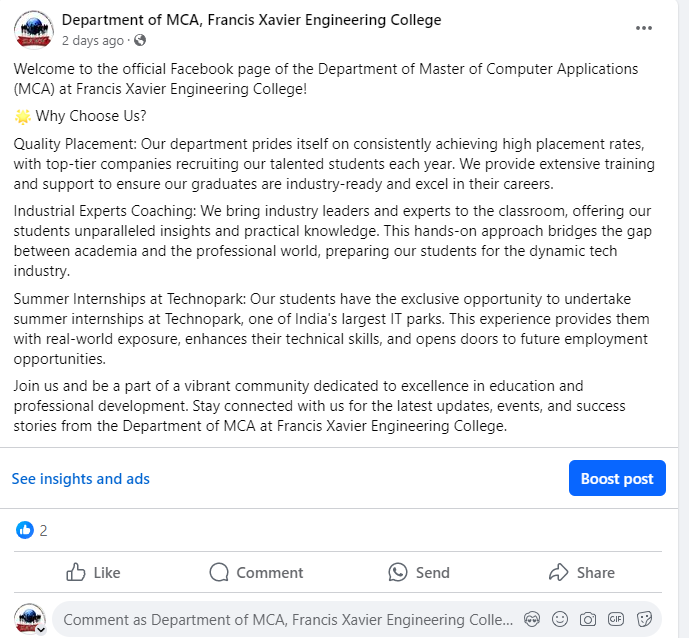 Department of MCA, Francis Xavier Engineering College
2 days ago ·
Welcome to the official Facebook page of the Department of Master of Computer Applications
(MCA) at Francis Xavier Engineering College!
🌟 Why Choose Us?
Quality Placement: Our department prides itself on consistently achieving high placement rates,
with top-tier companies recruiting our talented students each year. We provide extensive training
and support to ensure our graduates are industry-ready and excel in their careers.
Industrial Experts Coaching: We bring industry leaders and experts to the classroom, offering our
students unparalleled insights and practical knowledge. This hands-on approach bridges the gap
between academia and the professional world, preparing our students for the dynamic tech
industry.
Summer Internships at Technopark: Our students have the exclusive opportunity to undertake
summer internships at Technopark, one of India's largest IT parks. This experience provides them
with real-world exposure, enhances their technical skills, and opens doors to future employment
opportunities.
Join us and be a part of a vibrant community dedicated to excellence in education and
professional development. Stay connected with us for the latest updates, events, and success
stories from the Department of MCA at Francis Xavier Engineering College.
See insights and ads
Boost post
2
Like
Comment
Send
Share
Comment as Department of MCA, Francis Xavier Engineering Colle...
GIF